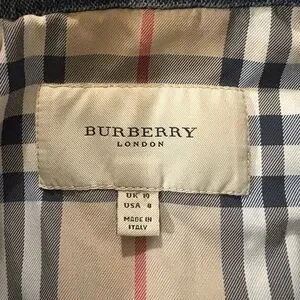 BURBERRY
LONDON
UK 10
USA 8
MADE IN
ITALY